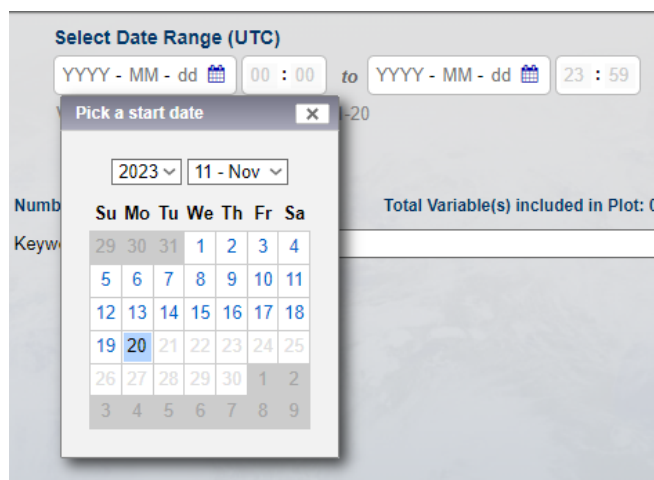 Select Date Range (UTC)
YYYY - MM - dd 00 : 00 to YYYY - MM - dd 23 : 59
Pick a start date ×
-20
2023 11 - Nov
Numb Total Variable(s) included in Plot:
Su Mo Tu We Th Fr Sa
Keyw
29 30 31 1 2 3 4
5 6 7 8 9 10 11
12 13 14 15 16 17 18
19 20 21 22 23 24 25
26 27 28 29 30 1 2
3 4 5 6 7 8 9